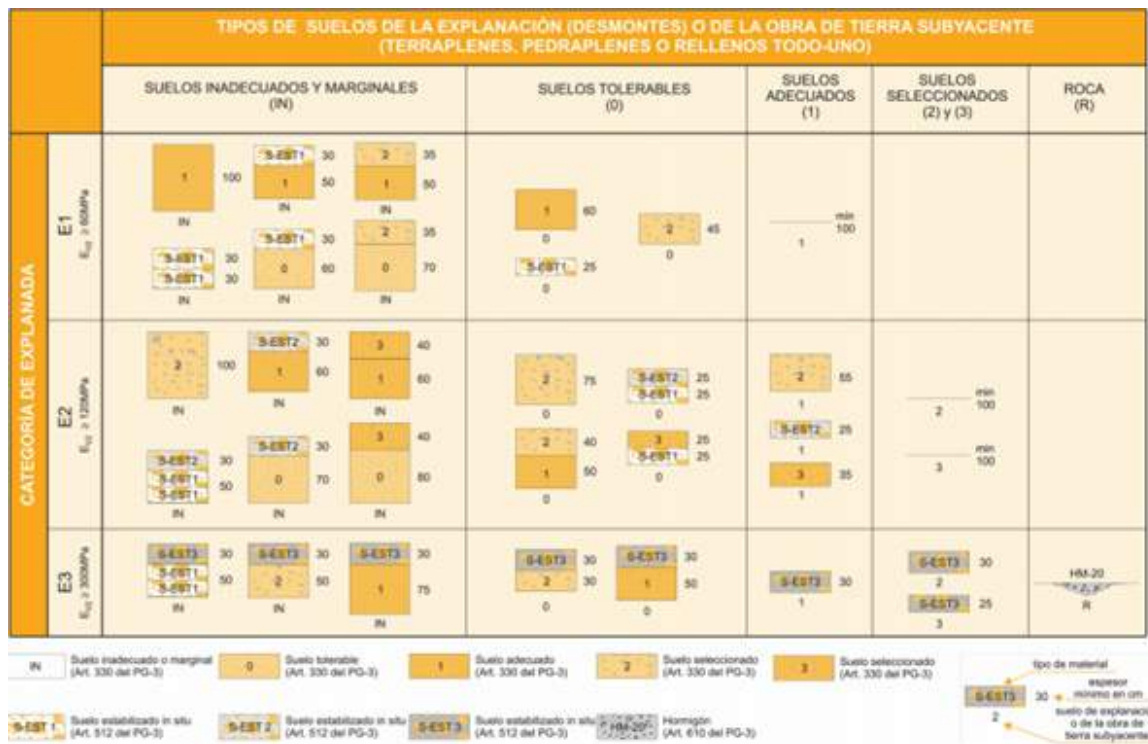 TIPOS DE SUELOS DE LA EXPLANACIÓN (DESMONTES) O DE LA OBRA DE TIERRA SUBYACENTE
(TERRAPLENES, PEDRAPLENES O RELLENOS TODO-UNO)
SUELOS INADECUADOS Y MARGINALES
(IN)
SUELOS TOLERABLES
(0)
SUELOS
ADECUADOS
(1)
SUELOS
SELECCIONADOS
(2) y (3)
ROCA
(R)
CATEGORÍA DE EXPLANADA
E1
Ev2 ≥ 60MPa
1 100
IN
S-EST1 30
1 50
IN
2 35
1 50
IN
S-EST1 30
S-EST1 30
IN
S-EST1 30
0 60
IN
2 35
0 70
IN
1 60
0
2 45
0
S-EST1 25
0
min
100
1
E2
Ev2 ≥ 120MPa
2 100
IN
S-EST2 30
1 60
IN
3 40
1 60
IN
S-EST2 30
S-EST1 50
S-EST1
IN
S-EST2 30
0 70
IN
3 40
0 80
IN
2 75
0
S-EST2 25
S-EST1 25
0
2 40
1 50
0
3 25
S-EST1 25
0
2 55
1
S-EST2 25
1
3 35
1
min
100
2
min
100
3
E3
Ev2 ≥ 300MPa
S-EST3 30
S-EST1 50
S-EST1
IN
S-EST3 30
2 50
IN
S-EST3 30
1 75
IN
S-EST3 30
2 30
0
S-EST3 30
1 50
0
S-EST3 30
1
S-EST3 30
2
S-EST3 25
3
HM-20
R
IN Suelo inadecuado o marginal
(Art. 330 del PG-3)
0 Suelo tolerable
(Art. 330 del PG-3)
1 Suelo adecuado
(Art. 330 del PG-3)
2 Suelo seleccionado
(Art. 330 del PG-3)
3 Suelo seleccionado
(Art. 330 del PG-3)
S-EST 1 Suelo estabilizado in situ
(Art. 512 del PG-3)
S-EST 2 Suelo estabilizado in situ
(Art. 512 del PG-3)
S-EST 3 Suelo estabilizado in situ
(Art. 512 del PG-3)
HM-20 Hormigón
(Art. 610 del PG-3)
tipo de material
espesor
S-EST3 30 mínimo en cm
2 suelo de explanació
o de la obra de
tierra subyacente